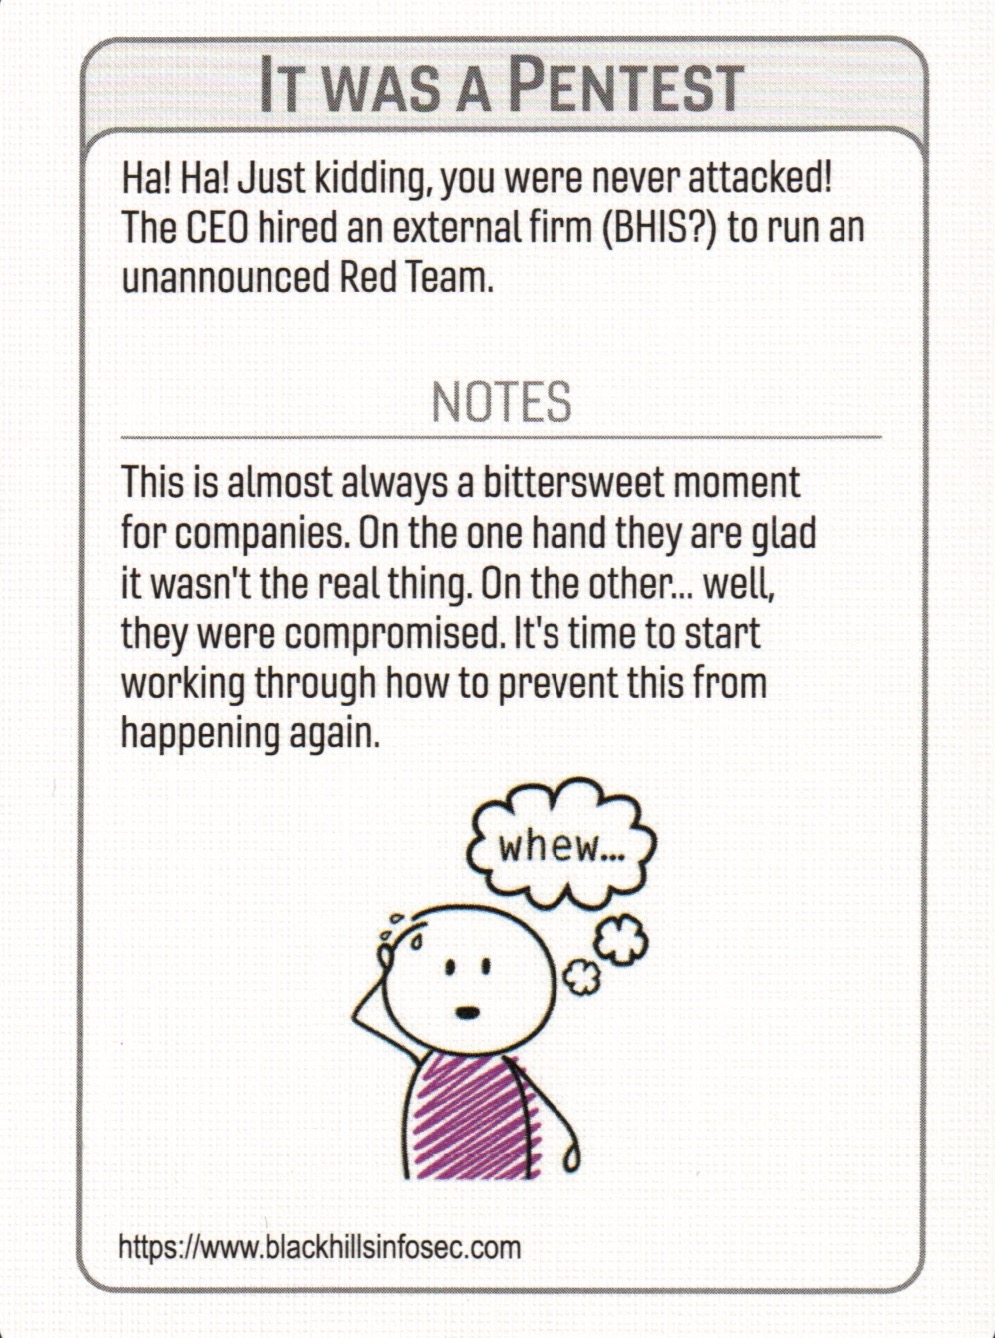 IT WAS A PENTEST
Ha! Ha! Just kidding, you were never attacked!
The CEO hired an external firm (BHIS?) to run an
unannounced Red Team.
NOTES
This is almost always a bittersweet moment
for companies. On the one hand they are glad
it wasn't the real thing. On the other... well,
they were compromised. It's time to start
working through how to prevent this from
happening again.
whew...
https://www.blackhillsinfosec.com